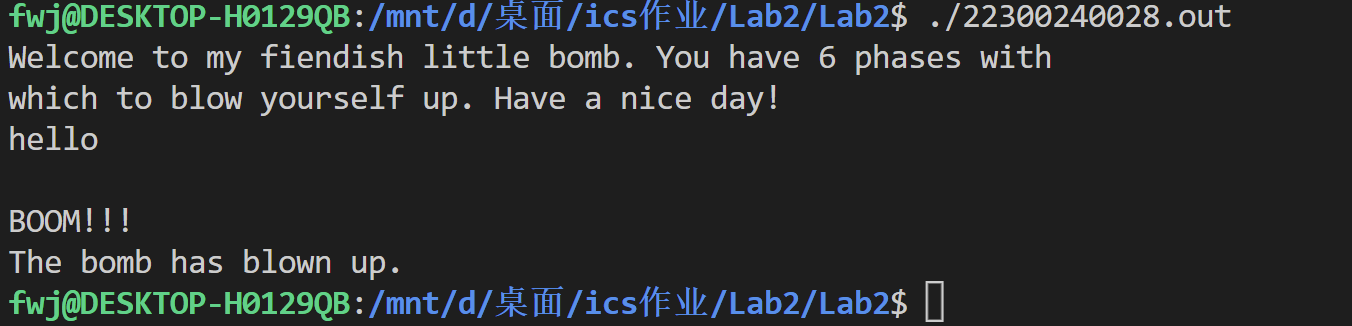 fwj@DESKTOP-H0129QB:/mnt/d/桌面/ics作业/Lab2/Lab2$ ./22300240028.out
Welcome to my fiendish little bomb. You have 6 phases with
which to blow yourself up. Have a nice day!
hello
BOOM!!!
The bomb has blown up.
fwj@DESKTOP-H0129QB:/mnt/d/桌面/ics作业/Lab2/Lab2$